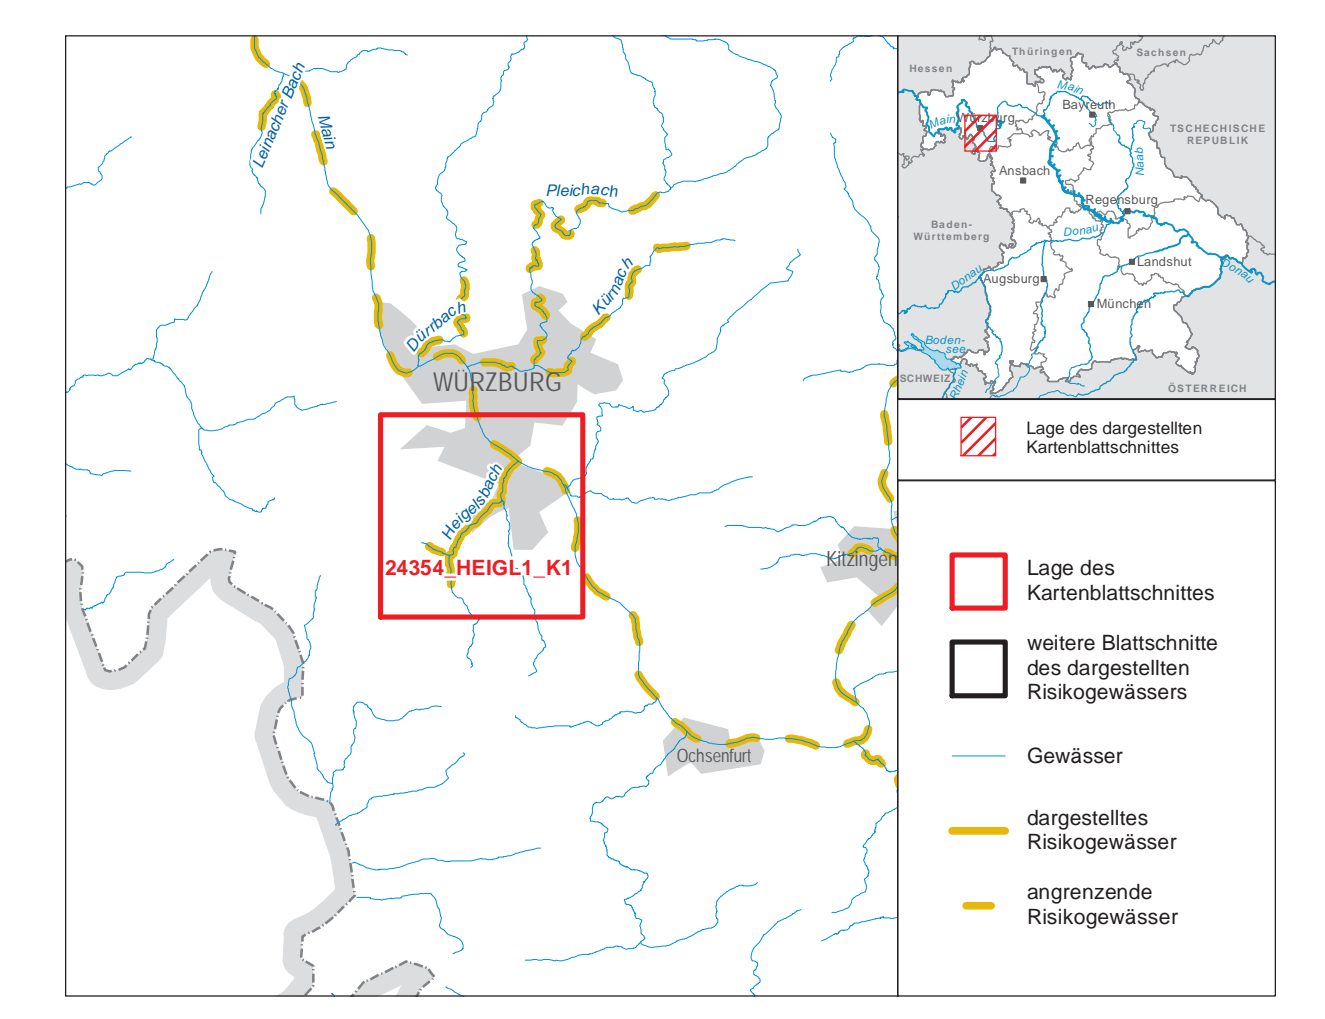 Leinacher Bach
Main
Pleichach
Kürnach
Dürrbach
WÜRZBURG
Heigelsbach
24354_HEIGL1_K1
Kitzingen
Ochsenfurt
Hessen
Thüringen
Sachsen
Main
Bayreuth
Main
Würzburg
TSCHECHISCHE
REPUBLIK
Naab
Ansbach
Regensburg
Baden-
Württemberg
Donau
Donau
Augsburg
Landshut
Donau
München
Boden-
see
SCHWEIZ
Rhein
ÖSTERREICH
Lage des dargestellten
Kartenblattschnittes
Lage des
Kartenblattschnittes
weitere Blattschnitte
des dargestellten
Risikogewässers
Gewässer
dargestelltes
Risikogewässer
angrenzende
Risikogewässer